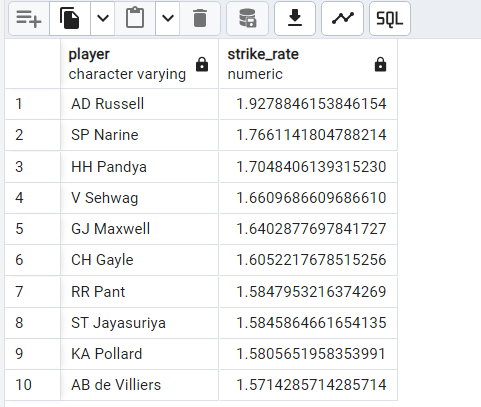 SQL
player strike_rate
character varying numeric
1 AD Russell 1.9278846153846154
2 SP Narine 1.7661141804788214
3 HH Pandya 1.7048406139315230
4 V Sehwag 1.6609686609686610
5 GJ Maxwell 1.6402877697841727
6 CH Gayle 1.6052217678515256
7 RR Pant 1.5847953216374269
8 ST Jayasuriya 1.5845864661654135
9 KA Pollard 1.5805651958353991
10 AB de Villiers 1.5714285714285714